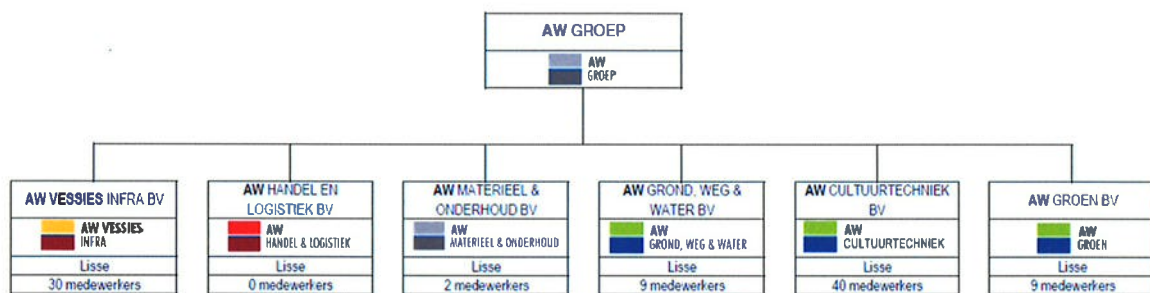 AW GROEP
AW
GROEP
AW VESSIES INFRA BV
AW VESSIES
INFRA
Lisse
30 medewerkers
AW HANDEL EN
LOGISTIEK BV
AW
HANDEL & LOGISTIEK
Lisse
0 medewerkers
AW MATERIEEL &
ONDERHOUD BV
AW
MATERIEEL & ONDERHOUD
Lisse
2 medewerkers
AW GROND, WEG &
WATER BV
AW
GROND, WEG & WATER
Lisse
9 medewerkers
AW CULTUURTECHNIEK
BV
AW
CULTUURTECHNIEK
Lisse
40 medewerkers
AW GROEN BV
AW
GROEN
Lisse
9 medewerkers